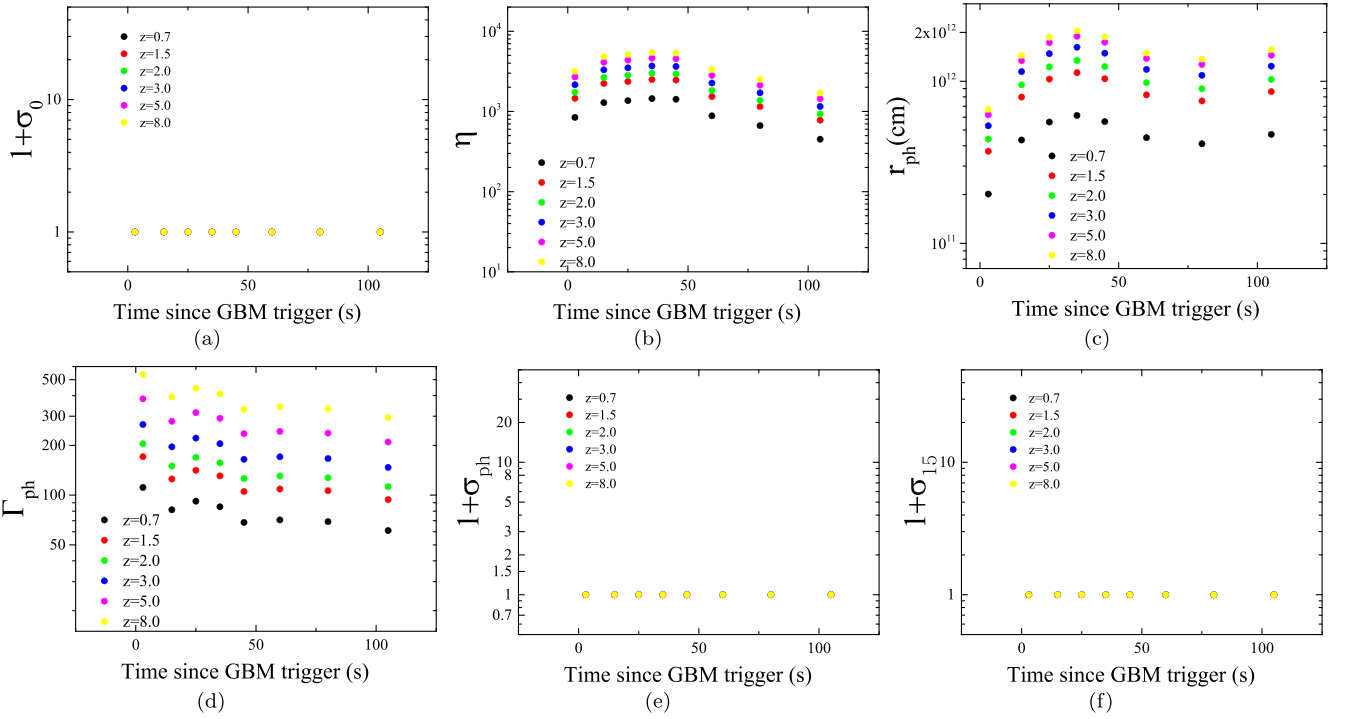 1+σ0
10
1
z=0.7
z=1.5
z=2.0
z=3.0
z=5.0
z=8.0
0 50 100
Time since GBM trigger (s)
(a)
η
10^4
10^3
10^2
10^1
z=0.7
z=1.5
z=2.0
z=3.0
z=5.0
z=8.0
0 50 100
Time since GBM trigger (s)
(b)
r_ph(cm)
2x10^12
10^12
10^11
z=0.7
z=1.5
z=2.0
z=3.0
z=5.0
z=8.0
0 50 100
Time since GBM trigger (s)
(c)
Γ_ph
500
300
200
100
50
z=0.7
z=1.5
z=2.0
z=3.0
z=5.0
z=8.0
0 50 100
Time since GBM trigger (s)
(d)
1+σ_ph
20
10
8
5
3
2
1.5
1
0.7
z=0.7
z=1.5
z=2.0
z=3.0
z=5.0
z=8.0
0 50 100
Time since GBM trigger (s)
(e)
1+σ_15
10
1
z=0.7
z=1.5
z=2.0
z=3.0
z=5.0
z=8.0
0 50 100
Time since GBM trigger (s)
(f)